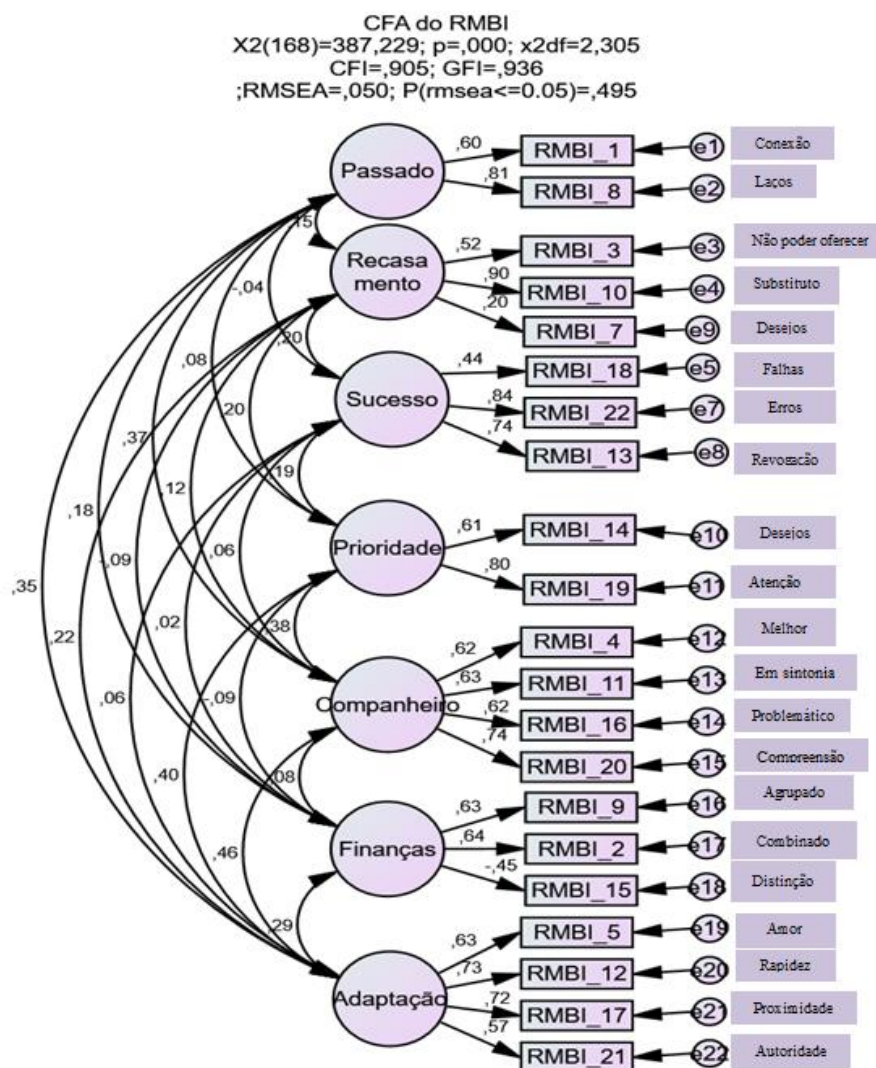 CFA do RMBI
X2(168)=387,229; p=,000; x2df=2,305
CFI=,905; GFI=,936
;RMSEA=,050; P(rmsea<=0.05)=,495
Passado
,60
RMBI_1
e1
Conexão
,81
RMBI_8
e2
Laços
,15
Recasa
mento
,52
RMBI_3
e3
Não poder oferecer
,90
RMBI_10
e4
Substituto
,20
RMBI_7
e9
Desejos
-,04
,20
Sucesso
,44
RMBI_18
e5
Falhas
,84
RMBI_22
e7
Erros
,74
RMBI_13
e8
Revogação
,08
,20
,37
,12
,19
,18
-,09
,06
Prioridade
,61
RMBI_14
e10
Desejos
,80
RMBI_19
e11
Atenção
,35
,22
,02
,38
Companheiro
,62
RMBI_4
e12
Melhor
,63
RMBI_11
e13
Em sintonia
,62
RMBI_16
e14
Problemático
,74
RMBI_20
e15
Compreensão
,06
-,09
,40
,08
Finanças
,63
RMBI_9
e16
Agrupado
,64
RMBI_2
e17
Combinado
-,45
RMBI_15
e18
Distinção
,46
,29
Adaptação
,63
RMBI_5
e19
Amor
,73
RMBI_12
e20
Rapidez
,72
RMBI_17
e21
Proximidade
,57
RMBI_21
e22
Autoridade